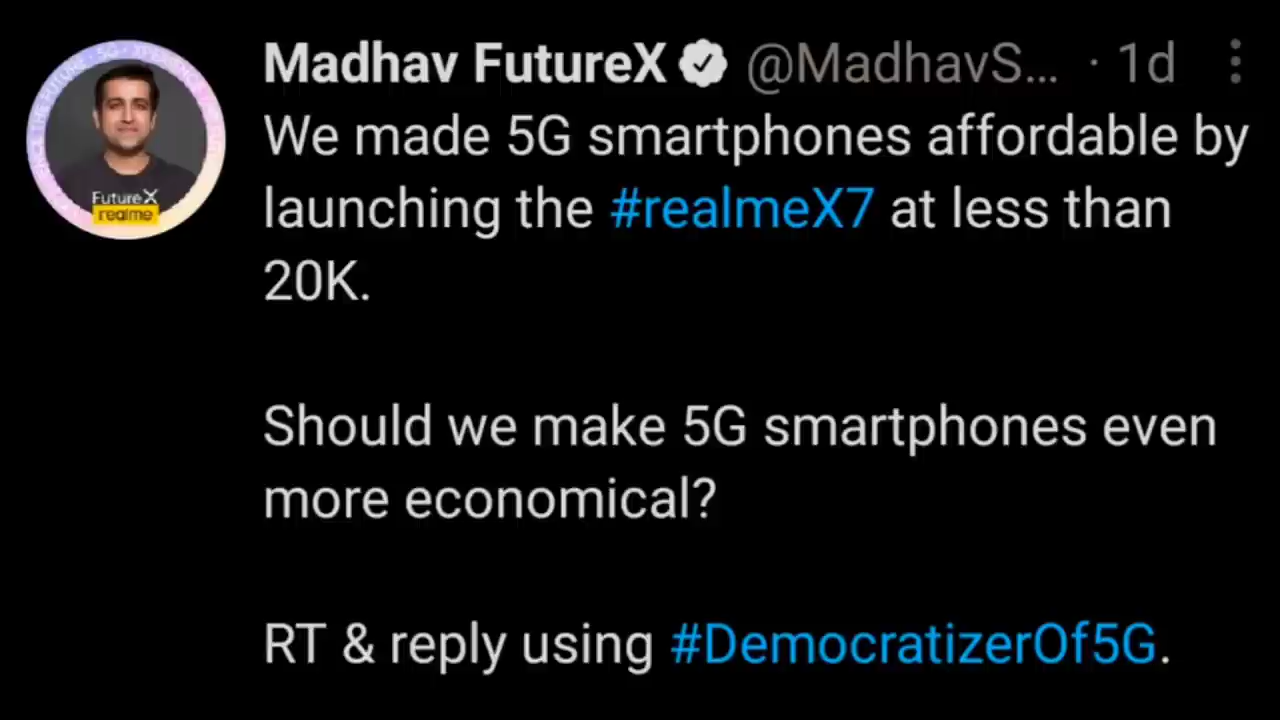 Madhav FutureX @MadhavS... · 1d
We made 5G smartphones affordable by
launching the #realmeX7 at less than
20K.
Should we make 5G smartphones even
more economical?
RT & reply using #DemocratizerOf5G.
FutureX
realme